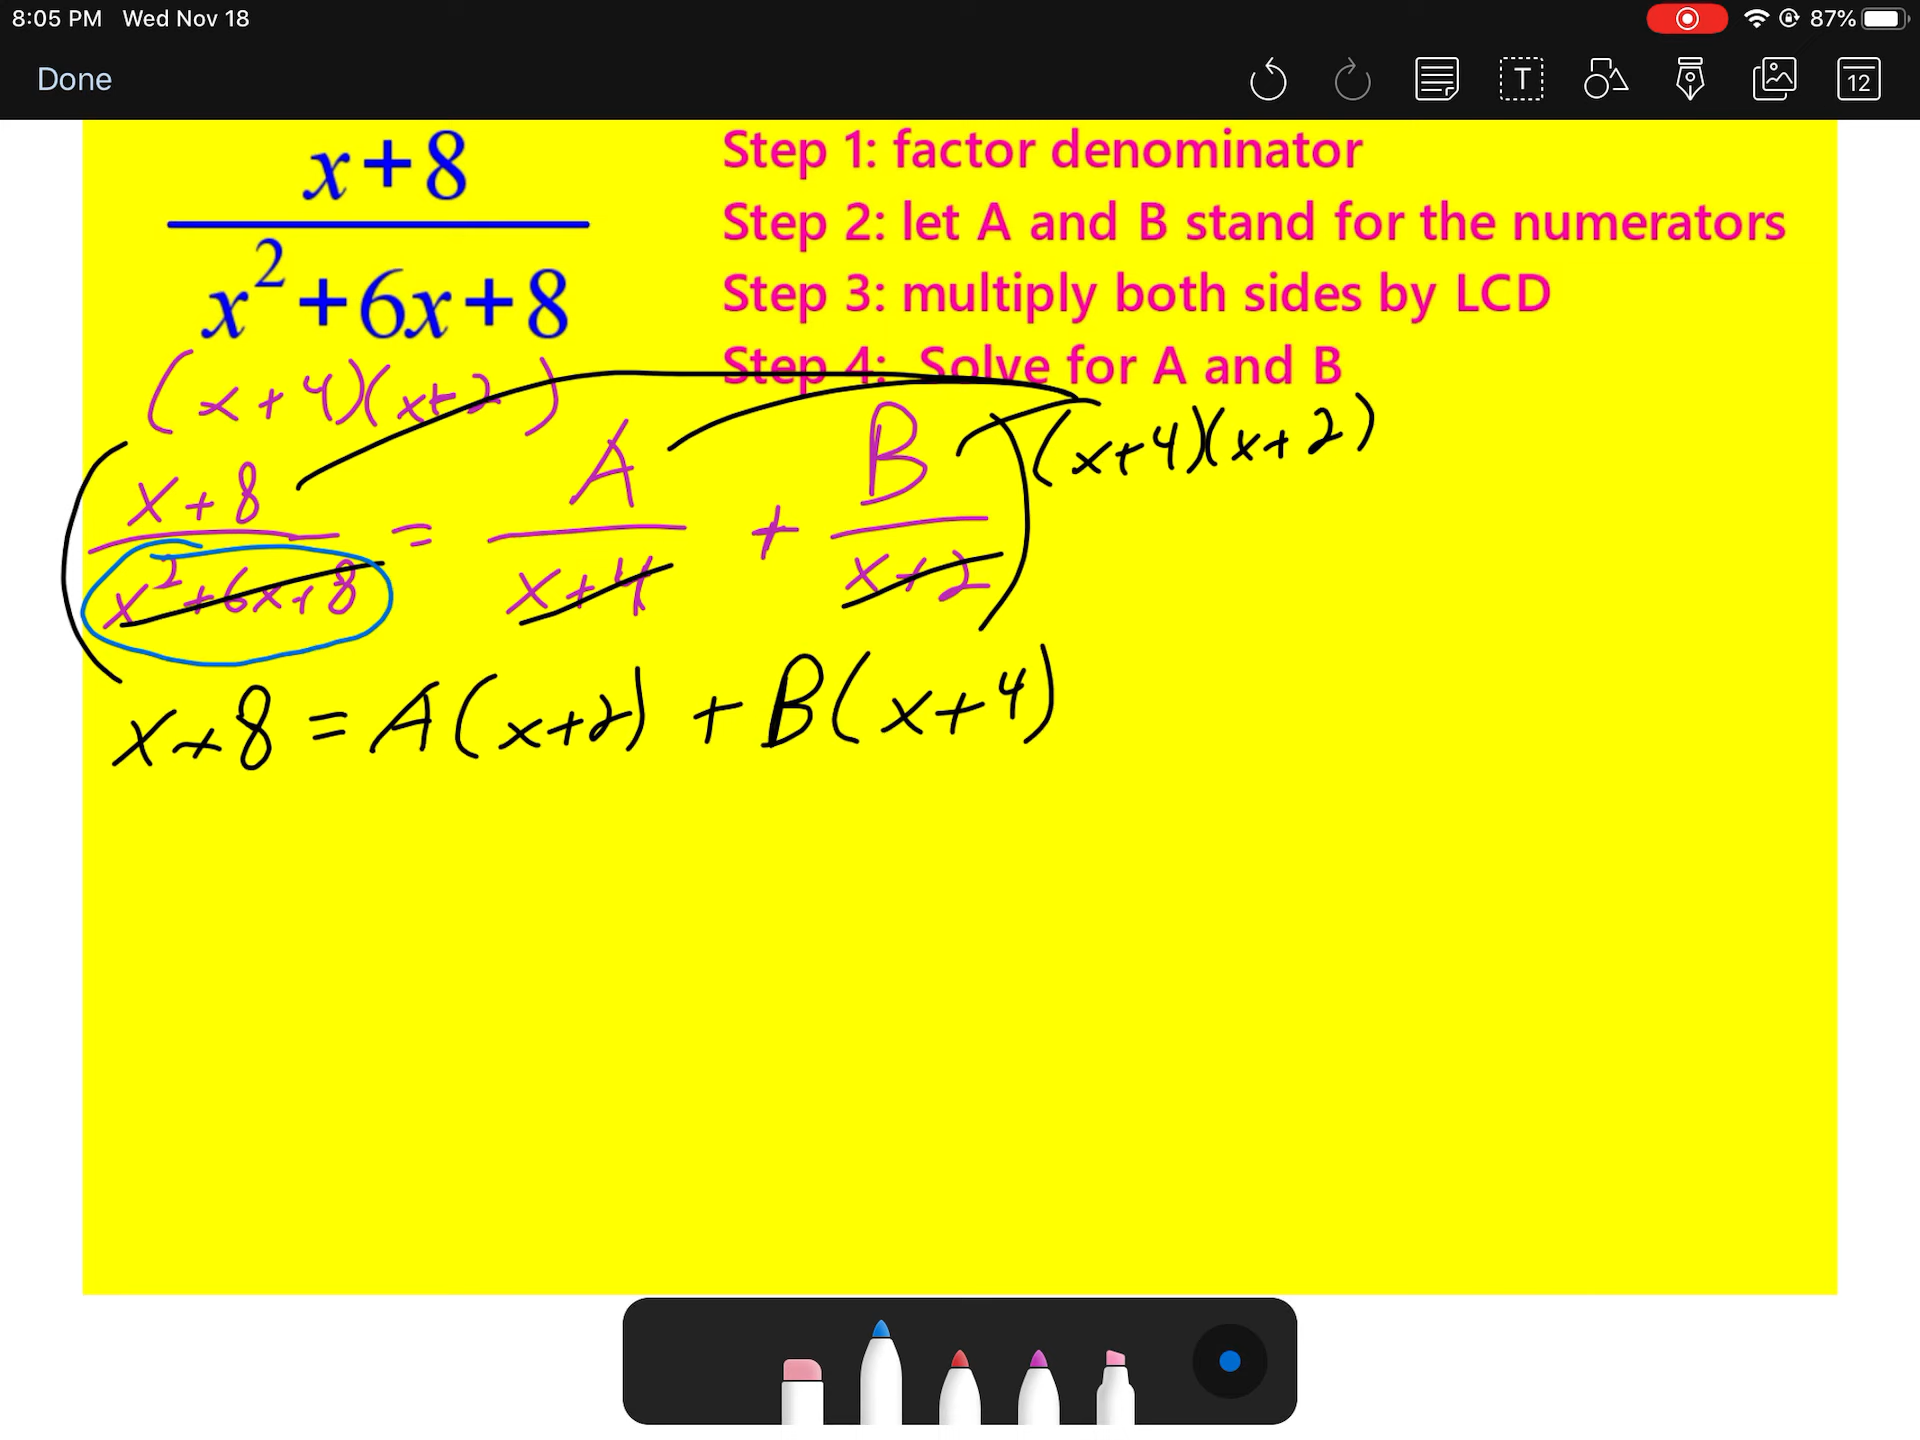 8:05 PM Wed Nov 18 87%
Done T 12
x+8
x²+6x+8
Step 1: factor denominator
Step 2: let A and B stand for the numerators
Step 3: multiply both sides by LCD
Step 4: Solve for A and B
(x+4)(x+2)
x+8 / x²+6x+8 = A / x+4 + B / x+2 (x+4)(x+2)
x+8 = A(x+2) + B(x+4)